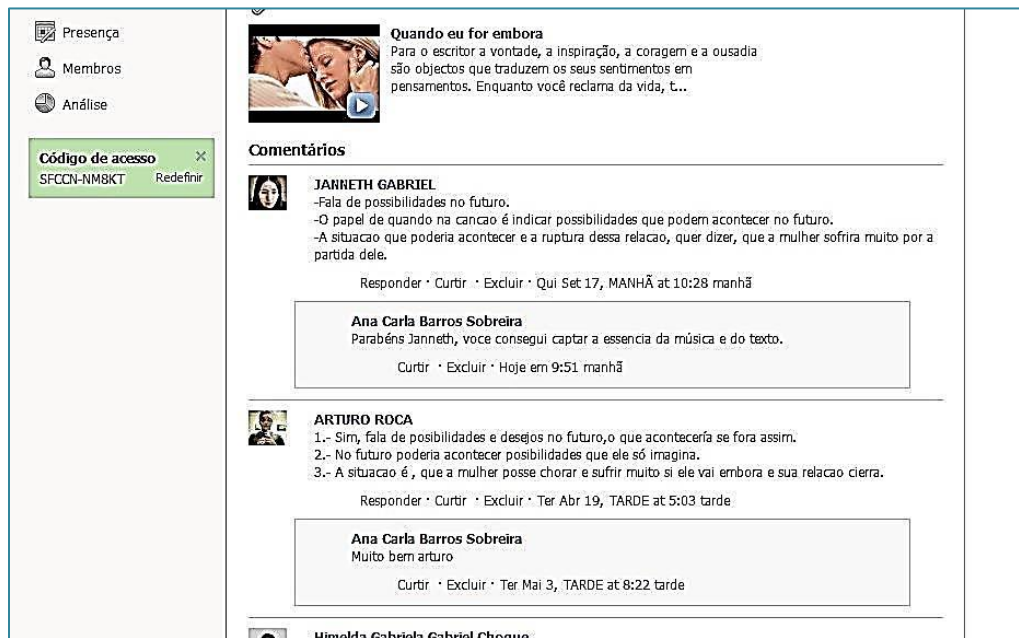 Presença
Membros
Análise
Código de acesso
SFCCN-NM8KT Redefinir
Quando eu for embora
Para o escritor a vontade, a inspiração, a coragem e a ousadia
são objectos que traduzem os seus sentimentos em
pensamentos. Enquanto você reclama da vida, t...
Comentários
JANNETH GABRIEL
-Fala de possibilidades no futuro.
-O papel de quando na cancao é indicar possibilidades que podem acontecer no futuro.
-A situacao que poderia acontecer e a ruptura dessa relacao, quer dizer, que a mulher sofrira muito por a
partida dele.
Responder · Curtir · Excluir · Qui Set 17, MANHÃ at 10:28 manhã
Ana Carla Barros Sobreira
Parabéns Janneth, voce consegui captar a essencia da música e do texto.
Curtir · Excluir · Hoje em 9:51 manhã
ARTURO ROCA
1.- Sim, fala de posibilidades e desejos no futuro,o que acontecería se fora assim.
2.- No futuro poderia acontecer posibilidades que ele só imagina.
3.- A situacao é , que a mulher posse chorar e sufrir muito si ele vai embora e sua relacao cierra.
Responder · Curtir · Excluir · Ter Abr 19, TARDE at 5:03 tarde
Ana Carla Barros Sobreira
Muito bem arturo
Curtir · Excluir · Ter Mai 3, TARDE at 8:22 tarde
Himelda Gabriela Gabriel Choque